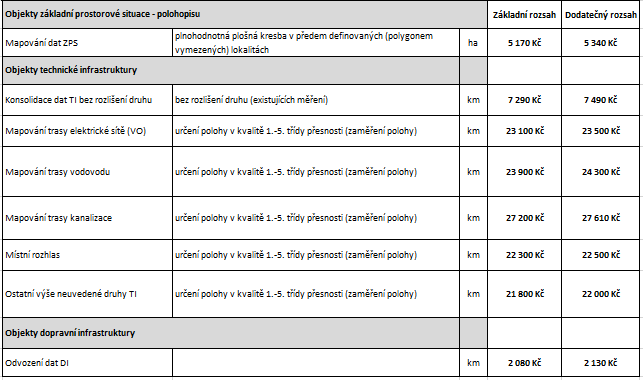 Objekty základní prostorové situace - polohopisu Základní rozsah Dodatečný rozsah
Mapování dat ZPS plnohodnotná plošná kresba v předem definovaných (polygonem vymezených) lokalitách ha 5 170 Kč 5 340 Kč
Objekty technické infrastruktury
Konsolidace dat TI bez rozlišení druhu bez rozlišení druhu (existujících měření) km 7 290 Kč 7 490 Kč
Mapování trasy elektrické sítě (VO) určení polohy v kvalitě 1.-5. třídy přesnosti (zaměření polohy) km 23 100 Kč 23 500 Kč
Mapování trasy vodovodu určení polohy v kvalitě 1.-5. třídy přesnosti (zaměření polohy) km 23 900 Kč 24 300 Kč
Mapování trasy kanalizace určení polohy v kvalitě 1.-5. třídy přesnosti (zaměření polohy) km 27 200 Kč 27 610 Kč
Místní rozhlas určení polohy v kvalitě 1.-5. třídy přesnosti (zaměření polohy) km 22 300 Kč 22 500 Kč
Ostatní výše neuvedené druhy TI určení polohy v kvalitě 1.-5. třídy přesnosti (zaměření polohy) km 21 800 Kč 22 000 Kč
Objekty dopravní infrastruktury
Odvození dat DI km 2 080 Kč 2 130 Kč